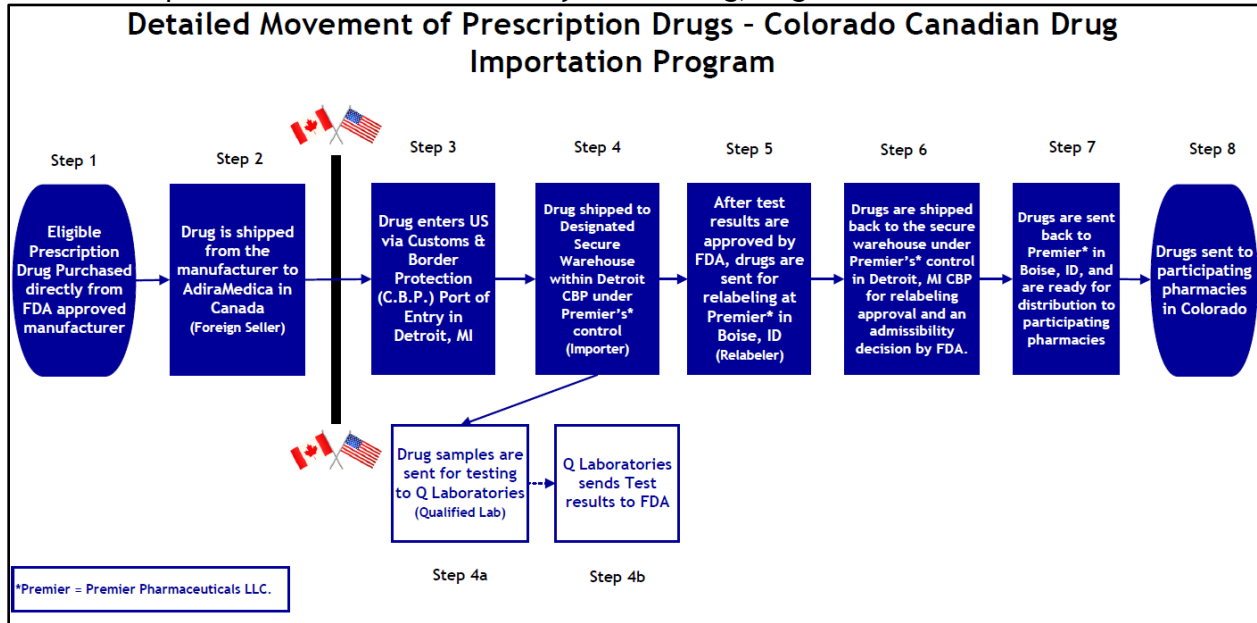 Detailed Movement of Prescription Drugs – Colorado Canadian Drug
Importation Program
Step 1
Eligible
Prescription
Drug Purchased
directly from
FDA approved
manufacturer
Step 2
Drug is shipped
from the
manufacturer to
AdiraMedica in
Canada
(Foreign Seller)
Step 3
Drug enters US
via Customs &
Border
Protection
(C.B.P.) Port of
Entry in
Detroit, MI
Step 4
Drug shipped to
Designated
Secure
Warehouse
within Detroit
CBP under
Premier's*
control
(Importer)
Step 5
After test
results are
approved by
FDA, drugs are
sent for
relabeling at
Premier* in
Boise, ID
(Relabeler)
Step 6
Drugs are shipped
back to the secure
warehouse under
Premier's* control
in Detroit, MI CBP
for relabeling
approval and an
admissibility
decision by FDA.
Step 7
Drugs are sent
back to
Premier* in
Boise, ID, and
are ready for
distribution to
participating
pharmacies
Step 8
Drugs sent to
participating
pharmacies
in Colorado
Drug samples are
sent for testing
to Q Laboratories
(Qualified Lab)
Step 4a
Q Laboratories
sends Test
results to FDA
Step 4b
*Premier = Premier Pharmaceuticals LLC.